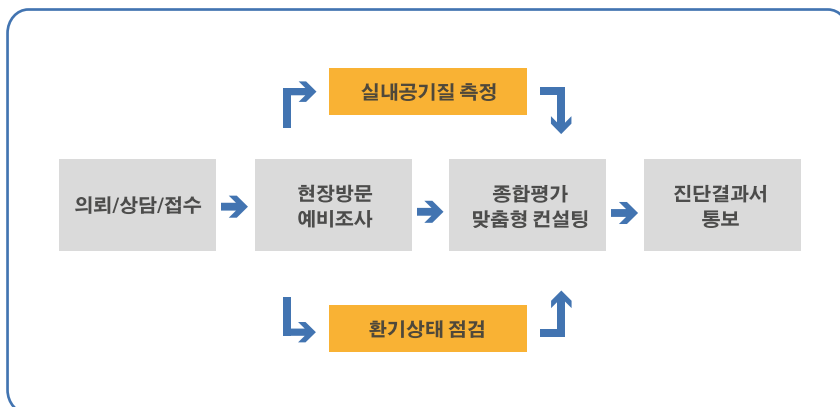 실내공기질 측정
의뢰/상담/접수
현장방문
예비조사
종합평가
맞춤형 컨설팅
진단결과서
통보
환기상태 점검